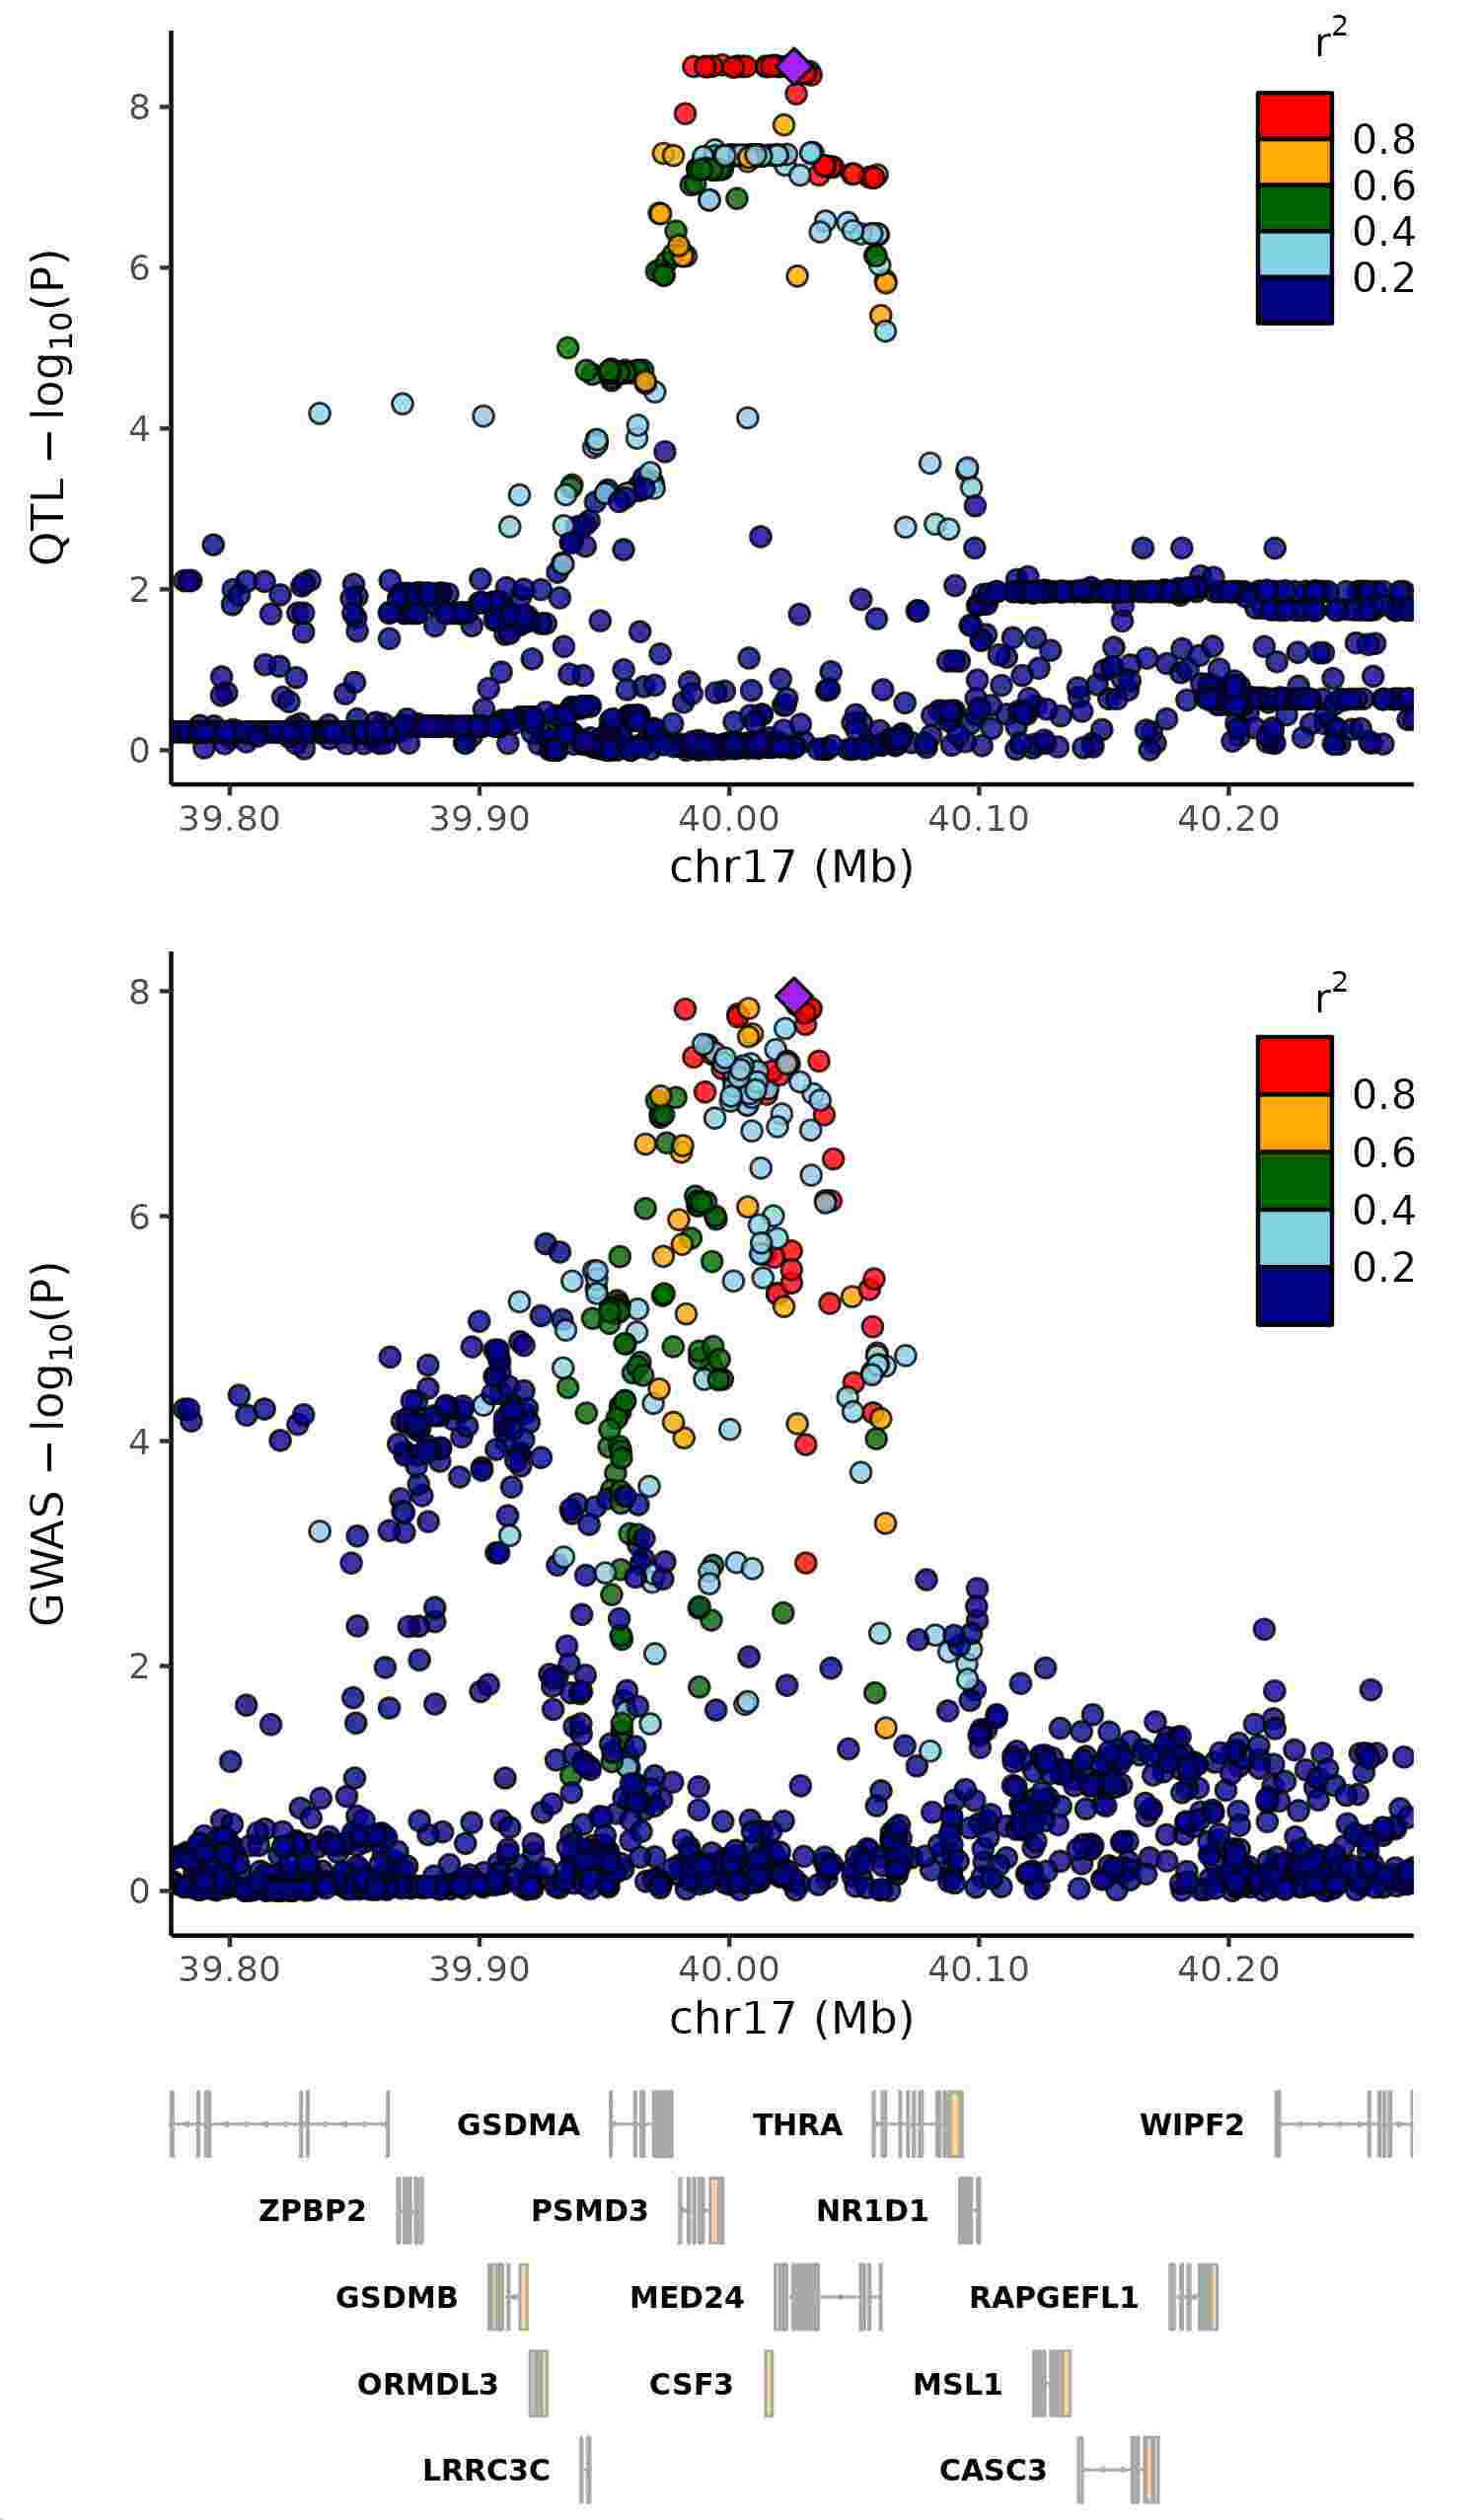 r2
0.8
0.6
0.4
0.2
8
6
4
2
0
QTL − log10(P)
39.80 39.90 40.00 40.10 40.20
chr17 (Mb)
r2
0.8
0.6
0.4
0.2
8
6
4
2
0
GWAS − log10(P)
39.80 39.90 40.00 40.10 40.20
chr17 (Mb)
GSDMA THRA WIPF2
ZPBP2 PSMD3 NR1D1
GSDMB MED24 RAPGEFL1
ORMDL3 CSF3 MSL1
LRRC3C CASC3